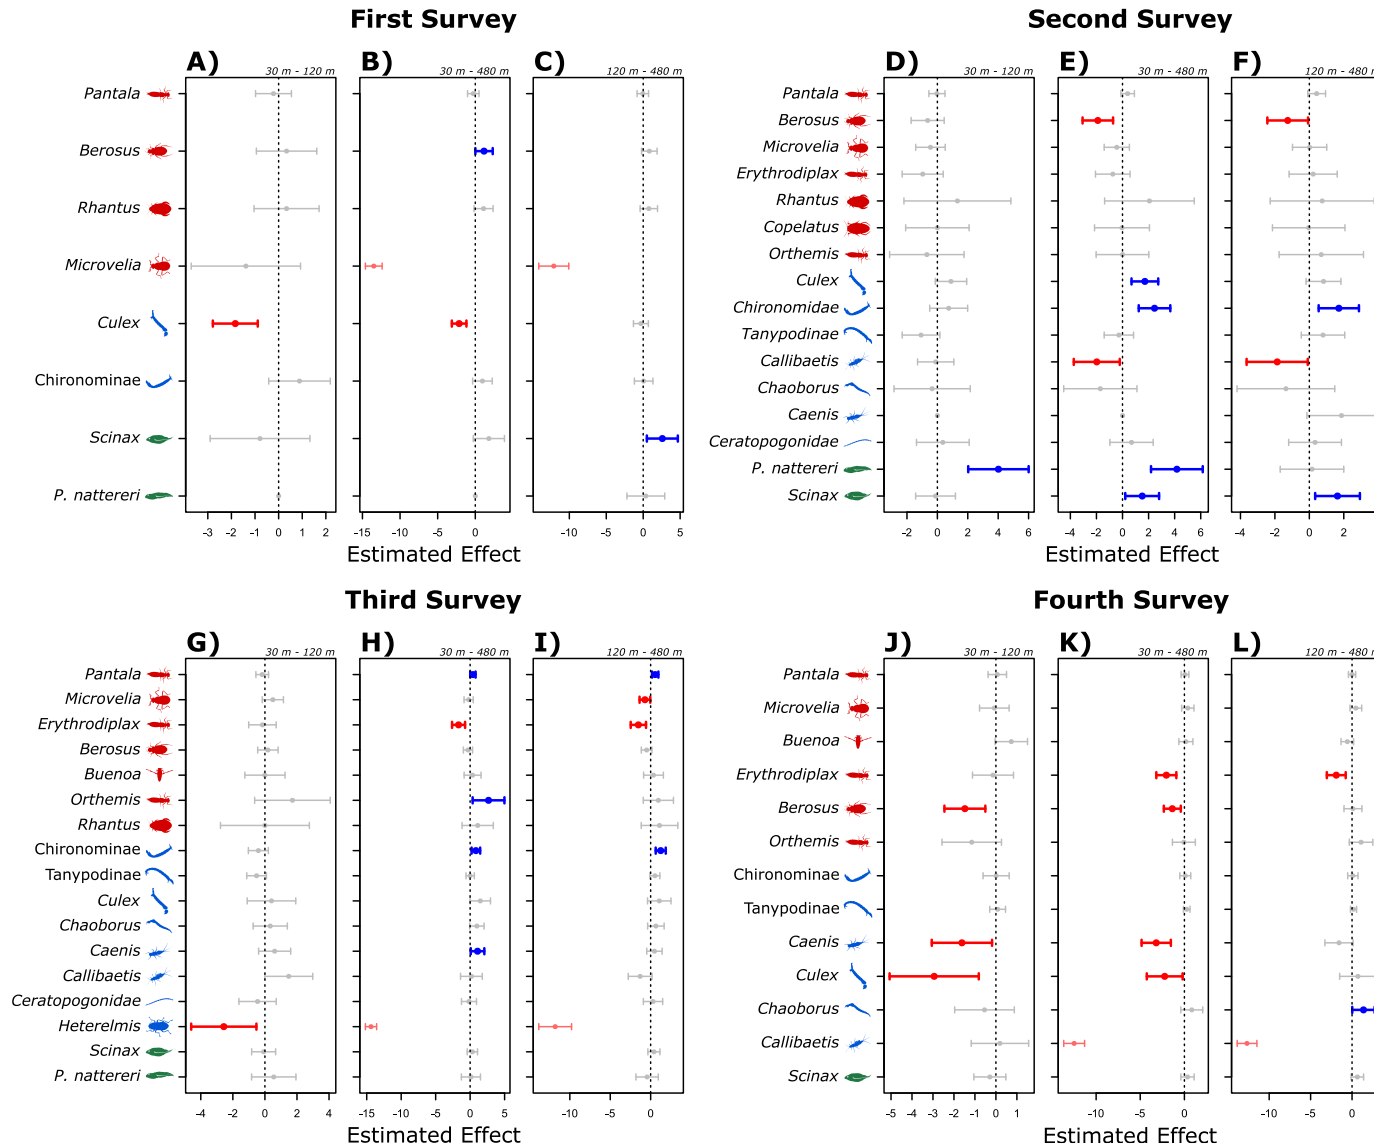 First Survey
A) 30 m - 120 m
B) 30 m - 480 m
C) 120 m - 480 m
Pantala
Berosus
Rhantus
Microvelia
Culex
Chironominae
Scinax
P. nattereri
-3 -2 -1 0 1 2
-15 -10 -5 0
-10 -5 0 5
Estimated Effect
Second Survey
D) 30 m - 120 m
E) 30 m - 480 m
F) 120 m - 480 m
Pantala
Berosus
Microvelia
Erythrodiplax
Rhantus
Copelatus
Orthemis
Culex
Chironomidae
Tanypodinae
Callibaetis
Chaoborus
Caenis
Ceratopogonidae
P. nattereri
Scinax
-2 0 2 4 6
-4 -2 0 2 4 6
-4 -2 0 2
Estimated Effect
Third Survey
G) 30 m - 120 m
H) 30 m - 480 m
I) 120 m - 480 m
Pantala
Microvelia
Erythrodiplax
Berosus
Buenoa
Orthemis
Rhantus
Chironominae
Tanypodinae
Culex
Chaoborus
Caenis
Callibaetis
Ceratopogonidae
Heterelmis
Scinax
P. nattereri
-4 -2 0 2 4
-15 -10 -5 0 5
-10 -5 0
Estimated Effect
Fourth Survey
J) 30 m - 120 m
K) 30 m - 480 m
L) 120 m - 480 m
Pantala
Microvelia
Buenoa
Erythrodiplax
Berosus
Orthemis
Chironominae
Tanypodinae
Caenis
Culex
Chaoborus
Callibaetis
Scinax
-5 -4 -3 -2 -1 0 1
-10 -5 0
-10 -5 0
Estimated Effect